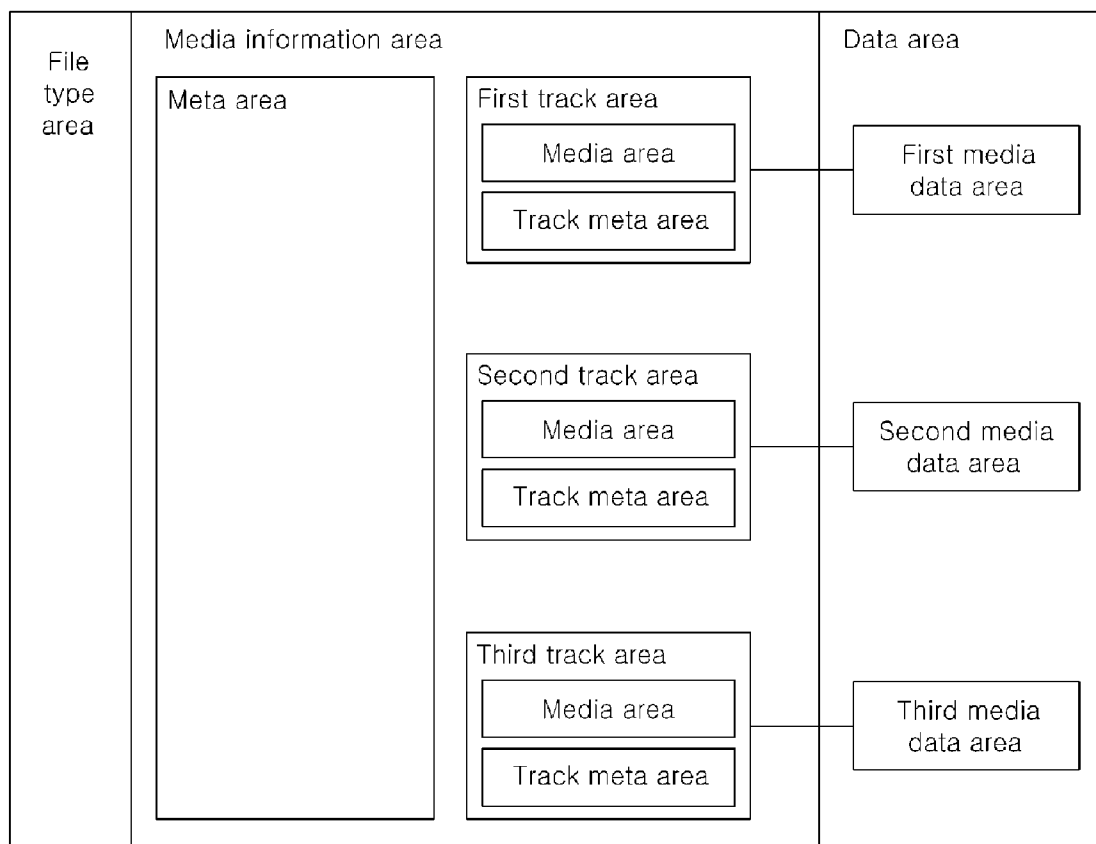 File
type
area
Media information area
Meta area
First track area
Media area
Track meta area
Second track area
Media area
Track meta area
Third track area
Media area
Track meta area
Data area
First media
data area
Second media
data area
Third media
data area